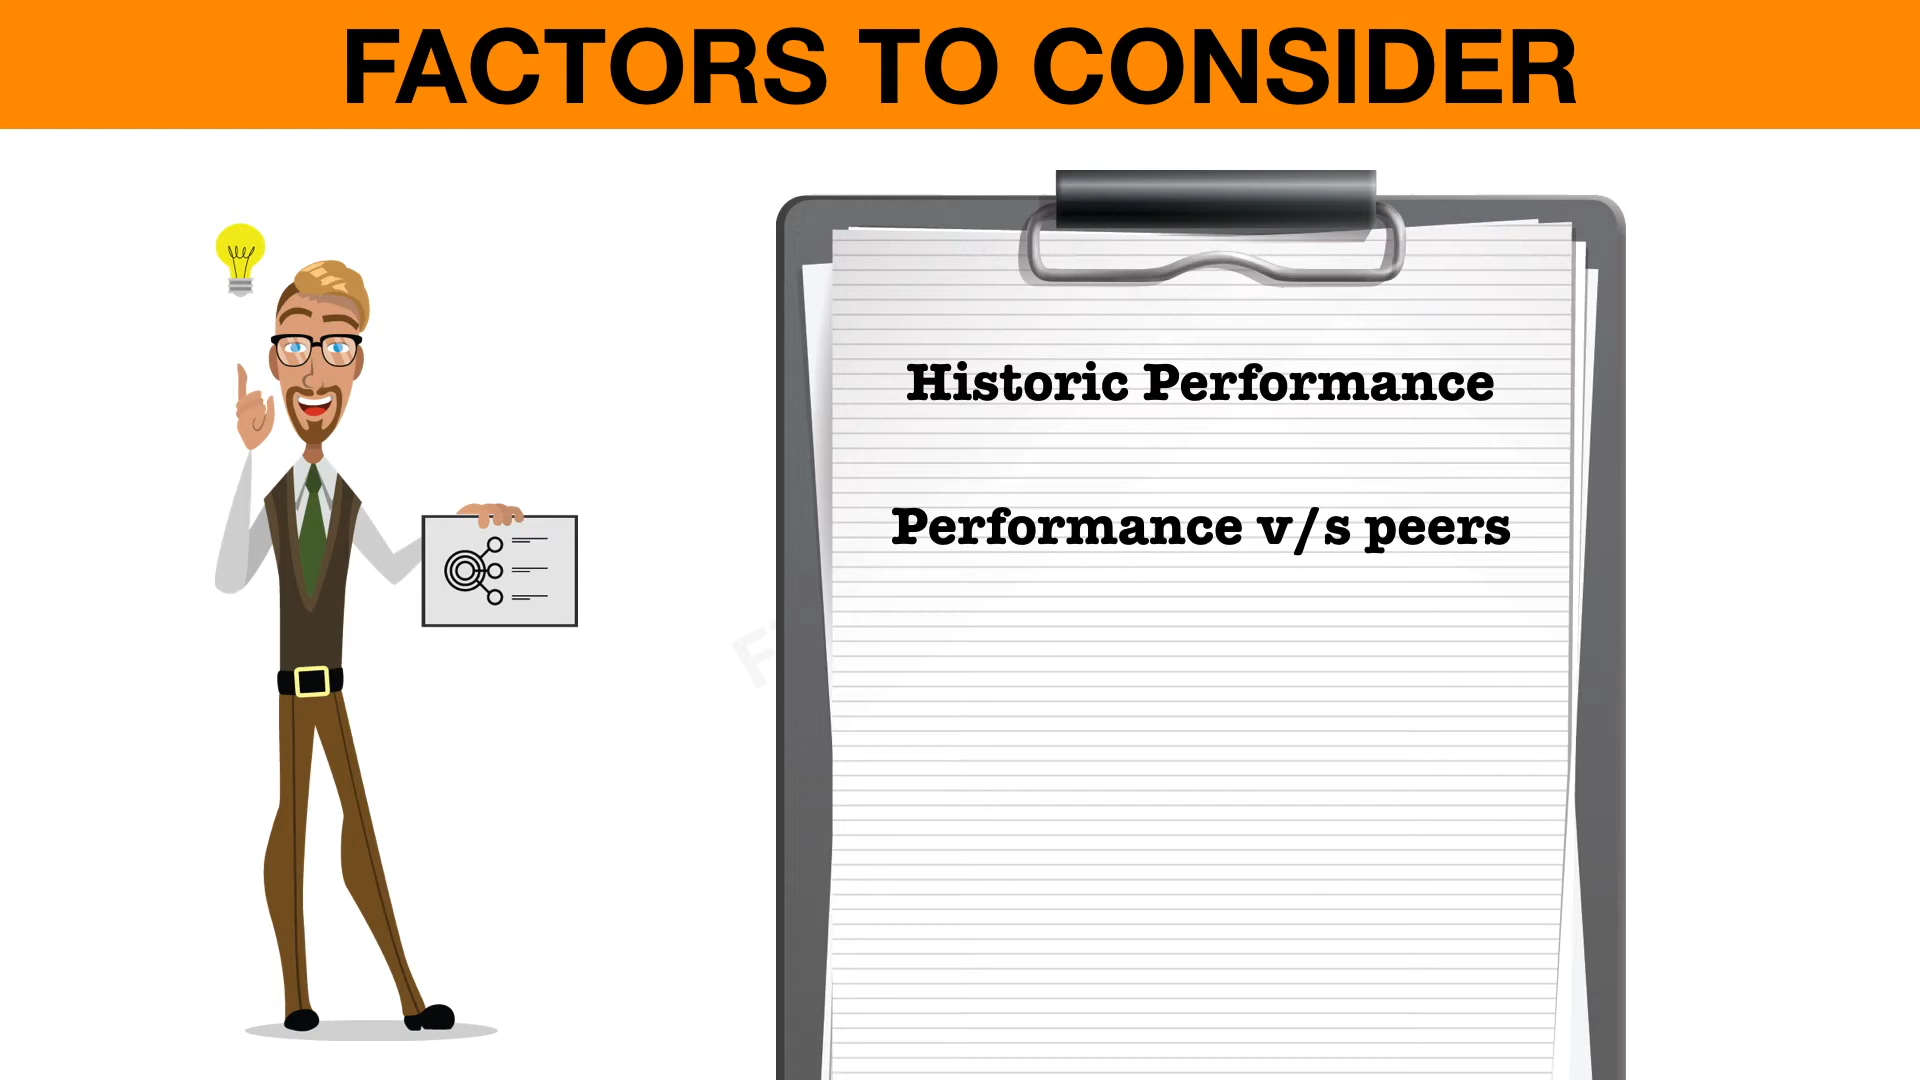 FACTORS TO CONSIDER
Historic Performance
Performance v/s peers